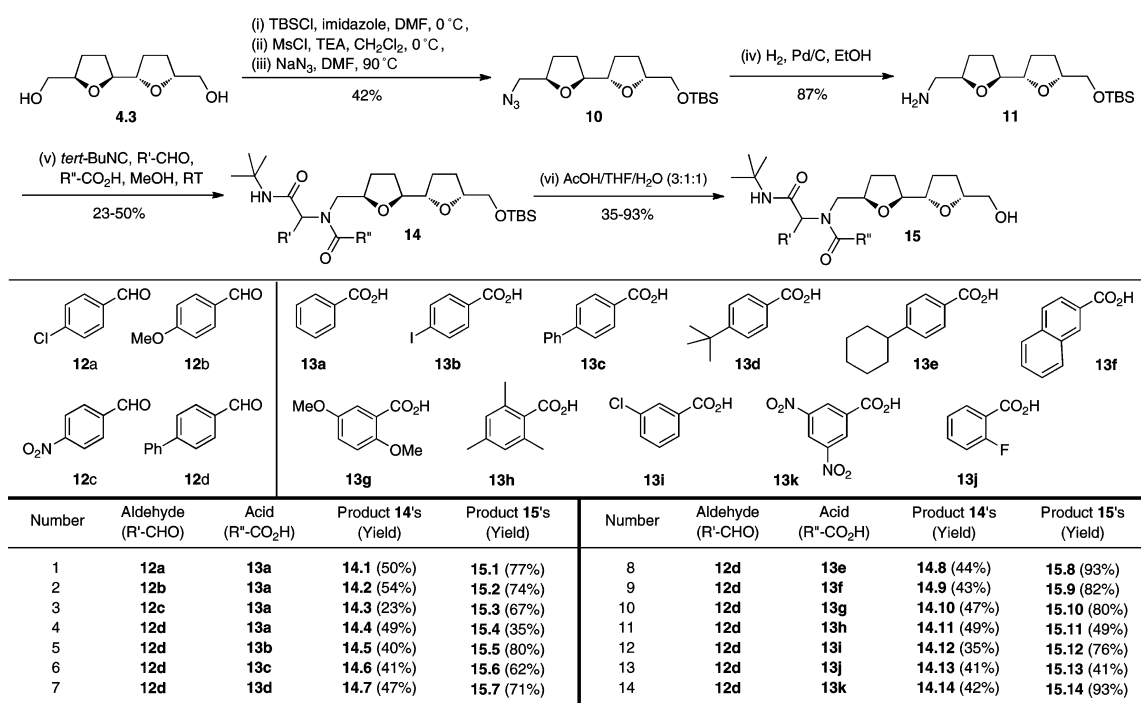 (i) TBSCl, imidazole, DMF, 0 °C,
(ii) MsCl, TEA, CH2Cl2, 0 °C,
(iii) NaN3, DMF, 90 °C
42%
(iv) H2, Pd/C, EtOH
87%
HO O O OH
4.3
N3 O O OTBS
10
H2N O O OTBS
11
(v) tert-BuNC, R'-CHO,
R"-CO2H, MeOH, RT
23-50%
HN O N O O OTBS
R' R" O
14
(vi) AcOH/THF/H2O (3:1:1)
35-93%
HN O N O O OH
R' R" O
15
CHO CHO CO2H CO2H CO2H CO2H CO2H CO2H
Cl MeO I Ph
12a 12b 13a 13b 13c 13d 13e 13f
CHO CHO MeO CO2H CO2H Cl CO2H NO2 CO2H CO2H
NO2 Ph OMe NO2 F
12c 12d 13g 13h 13i 13k 13j
Number Aldehyde (R'-CHO) Acid (R"-CO2H) Product 14's (Yield) Product 15's (Yield) Number Aldehyde (R'-CHO) Acid (R"-CO2H) Product 14's (Yield) Product 15's (Yield)
1 12a 13a 14.1 (50%) 15.1 (77%) 8 12d 13e 14.8 (44%) 15.8 (93%)
2 12b 13a 14.2 (54%) 15.2 (74%) 9 12d 13f 14.9 (43%) 15.9 (82%)
3 12c 13a 14.3 (23%) 15.3 (67%) 10 12d 13g 14.10 (47%) 15.10 (80%)
4 12d 13a 14.4 (49%) 15.4 (35%) 11 12d 13h 14.11 (49%) 15.11 (49%)
5 12d 13b 14.5 (40%) 15.5 (80%) 12 12d 13i 14.12 (35%) 15.12 (76%)
6 12d 13c 14.6 (41%) 15.6 (62%) 13 12d 13j 14.13 (41%) 15.13 (41%)
7 12d 13d 14.7 (47%) 15.7 (71%) 14 12d 13k 14.14 (42%) 15.14 (93%)